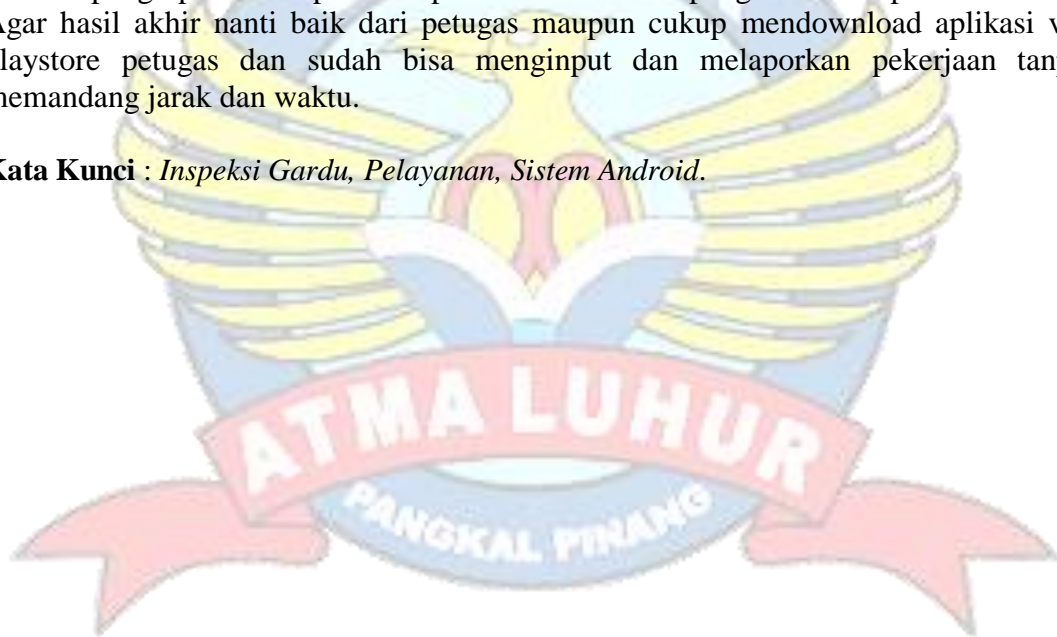 Agar hasil akhir nanti baik dari petugas maupun cukup mendownload aplikasi
laystore petugas dan sudah bisa menginput dan melaporkan pekerjaan
memandang jarak dan waktu.
Kata Kunci : Inspeksi Gardu, Pelayanan, Sistem Android.
ATMA LUHUR
PANGKAL PINANG